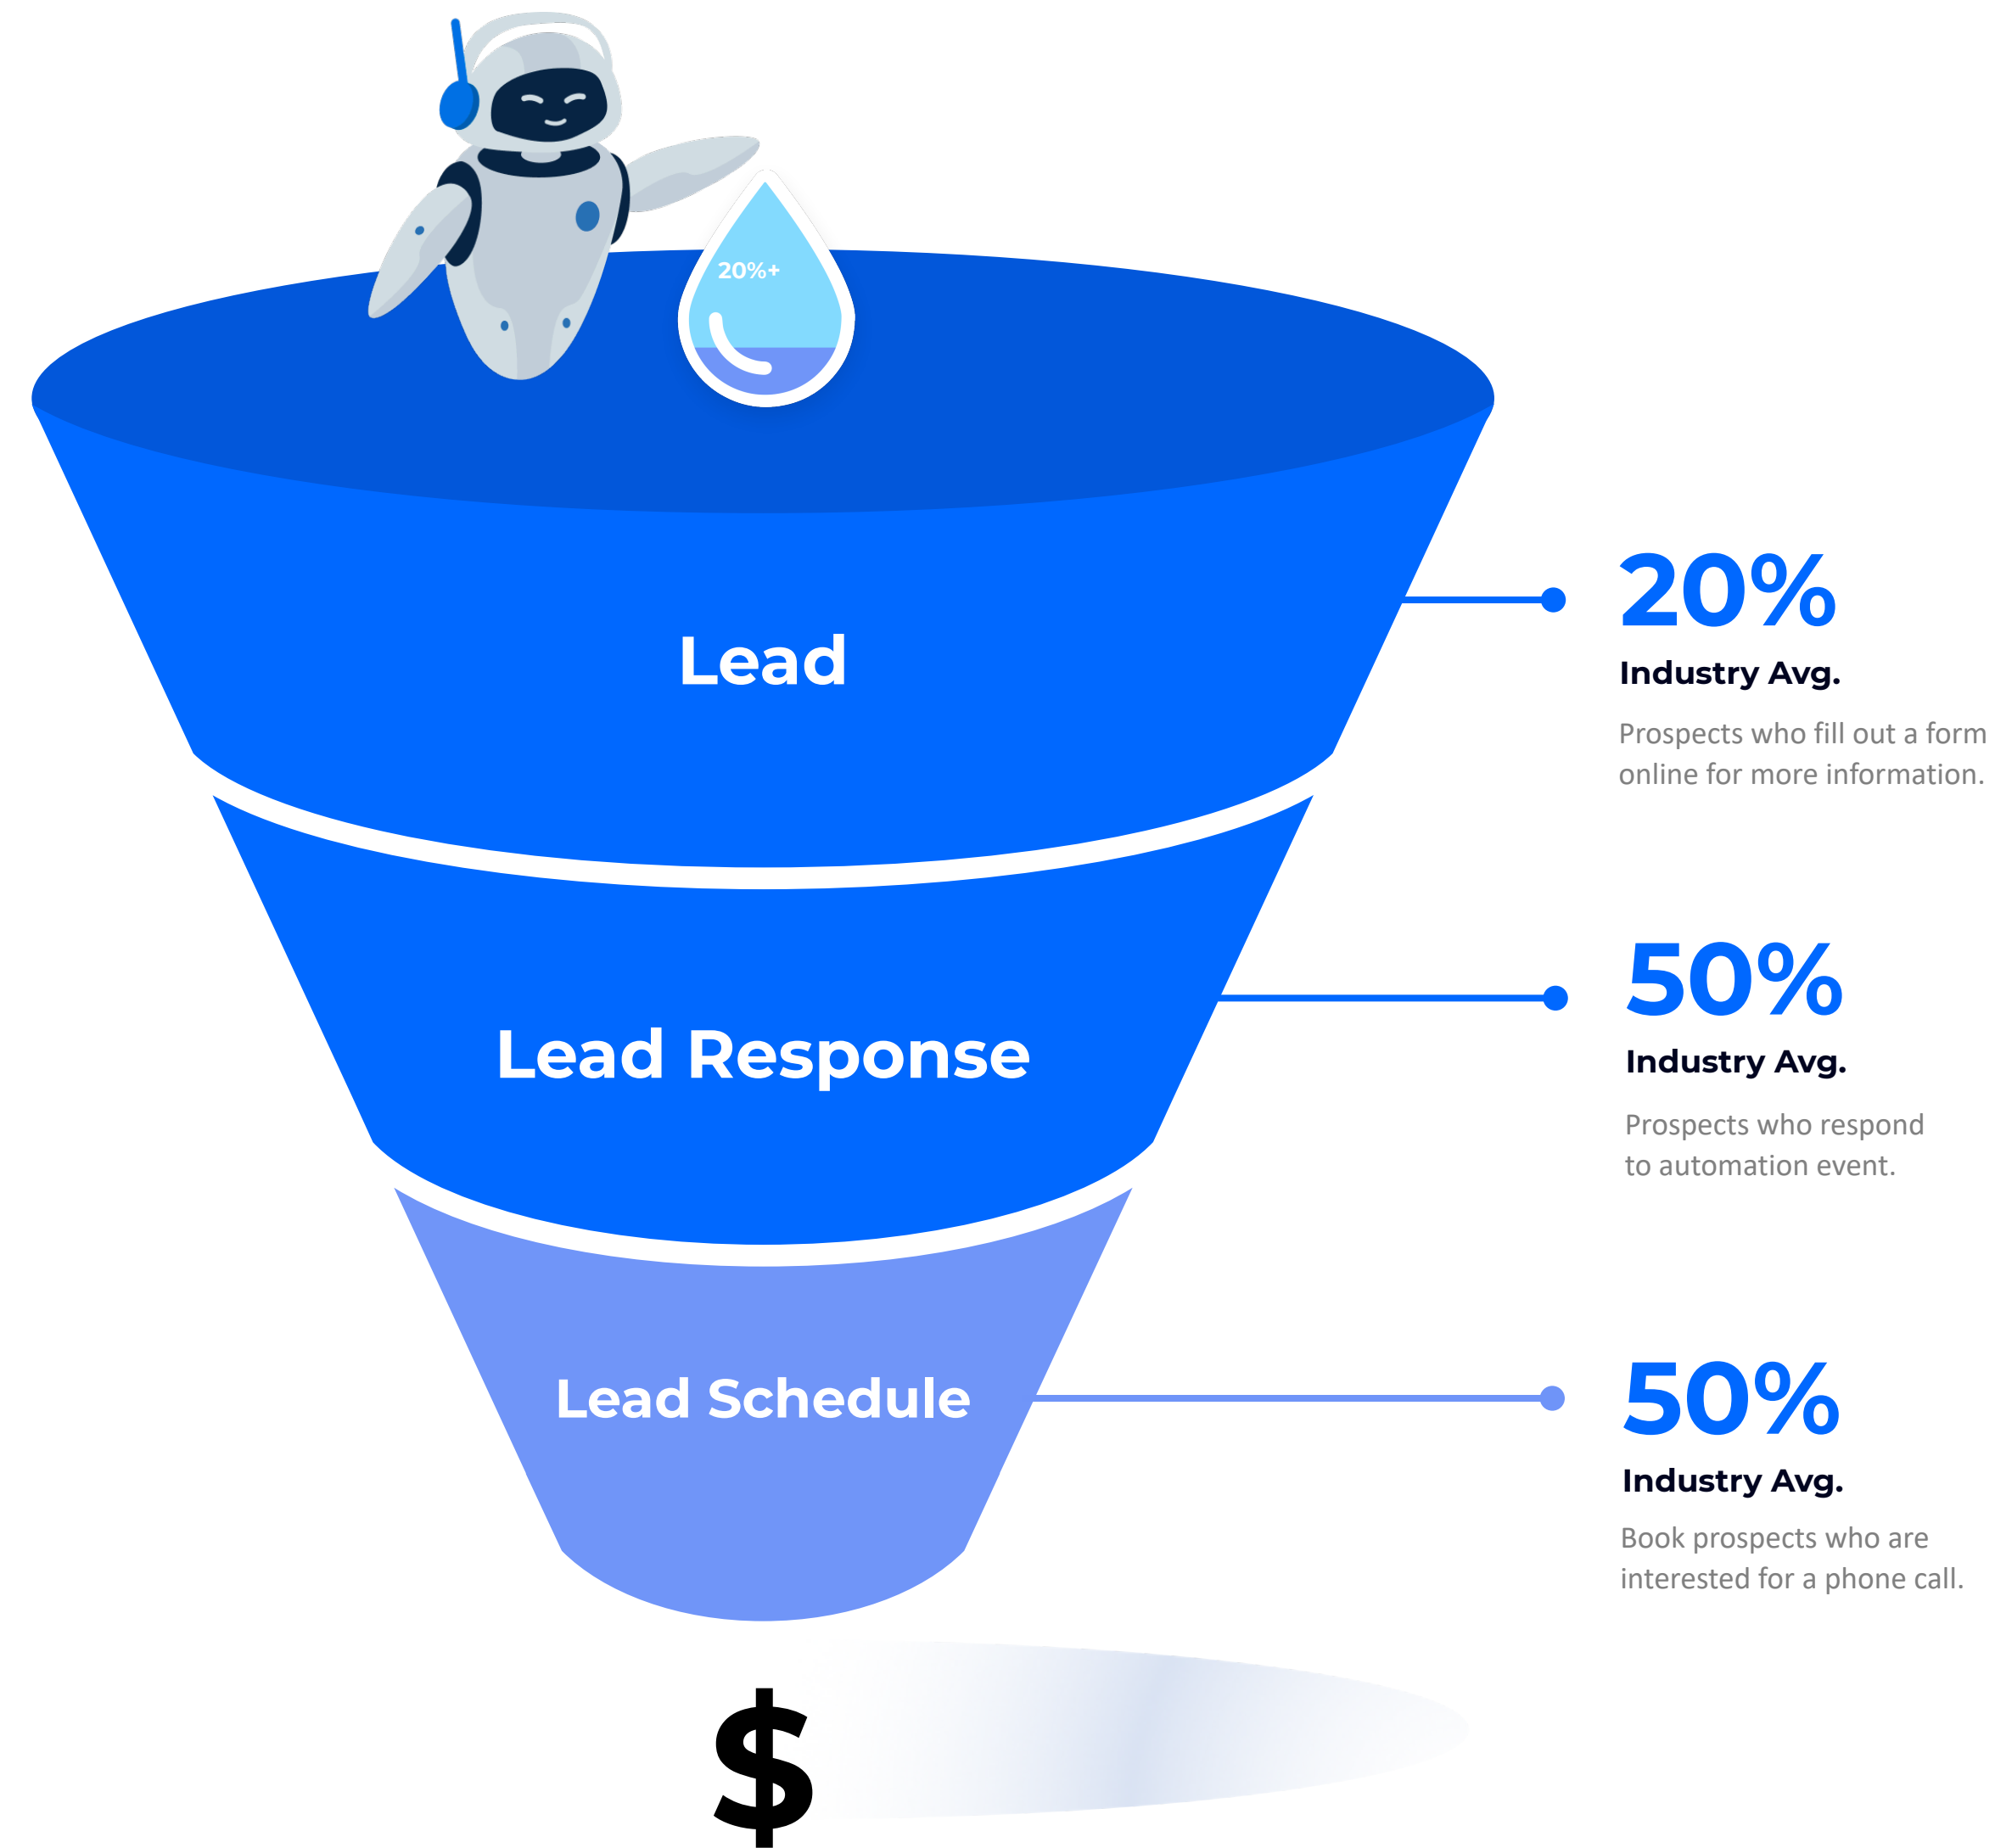 20%+
Lead
20%
Industry Avg.
Prospects who fill out a form
online for more information.
Lead Response
50%
Industry Avg.
Prospects who respond
to automation event.
Lead Schedule
50%
Industry Avg.
Book prospects who are
interested for a phone call.
$